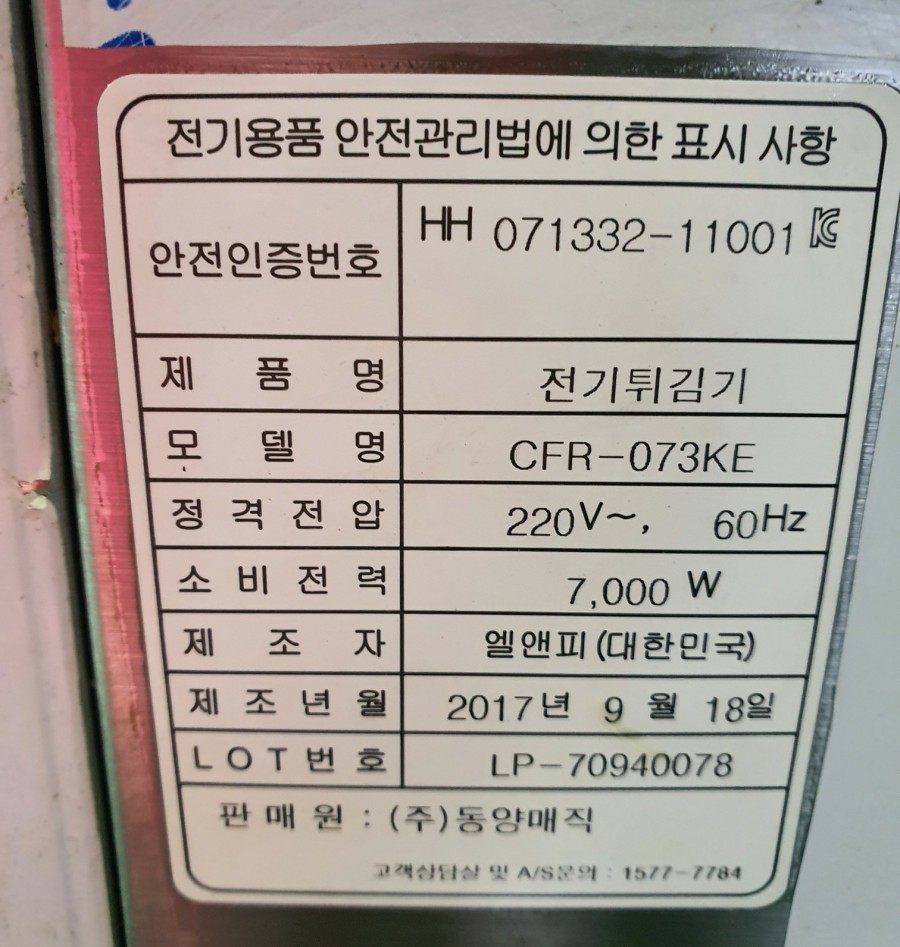 전기용품 안전관리법에 의한 표시 사항
안전인증번호 HH 071332-11001
제 품 명 전기튀김기
모 델 명 CFR-073KE
정 격 전 압 220V~, 60Hz
소 비 전 력 7,000 W
제 조 자 엘앤피 (대한민국)
제 조 년 월 2017년 9 월 18일
L O T 번 호 LP-70940078
판 매 원 : (주)동양매직
고객상담실 및 A/S문의 : 1577-7784